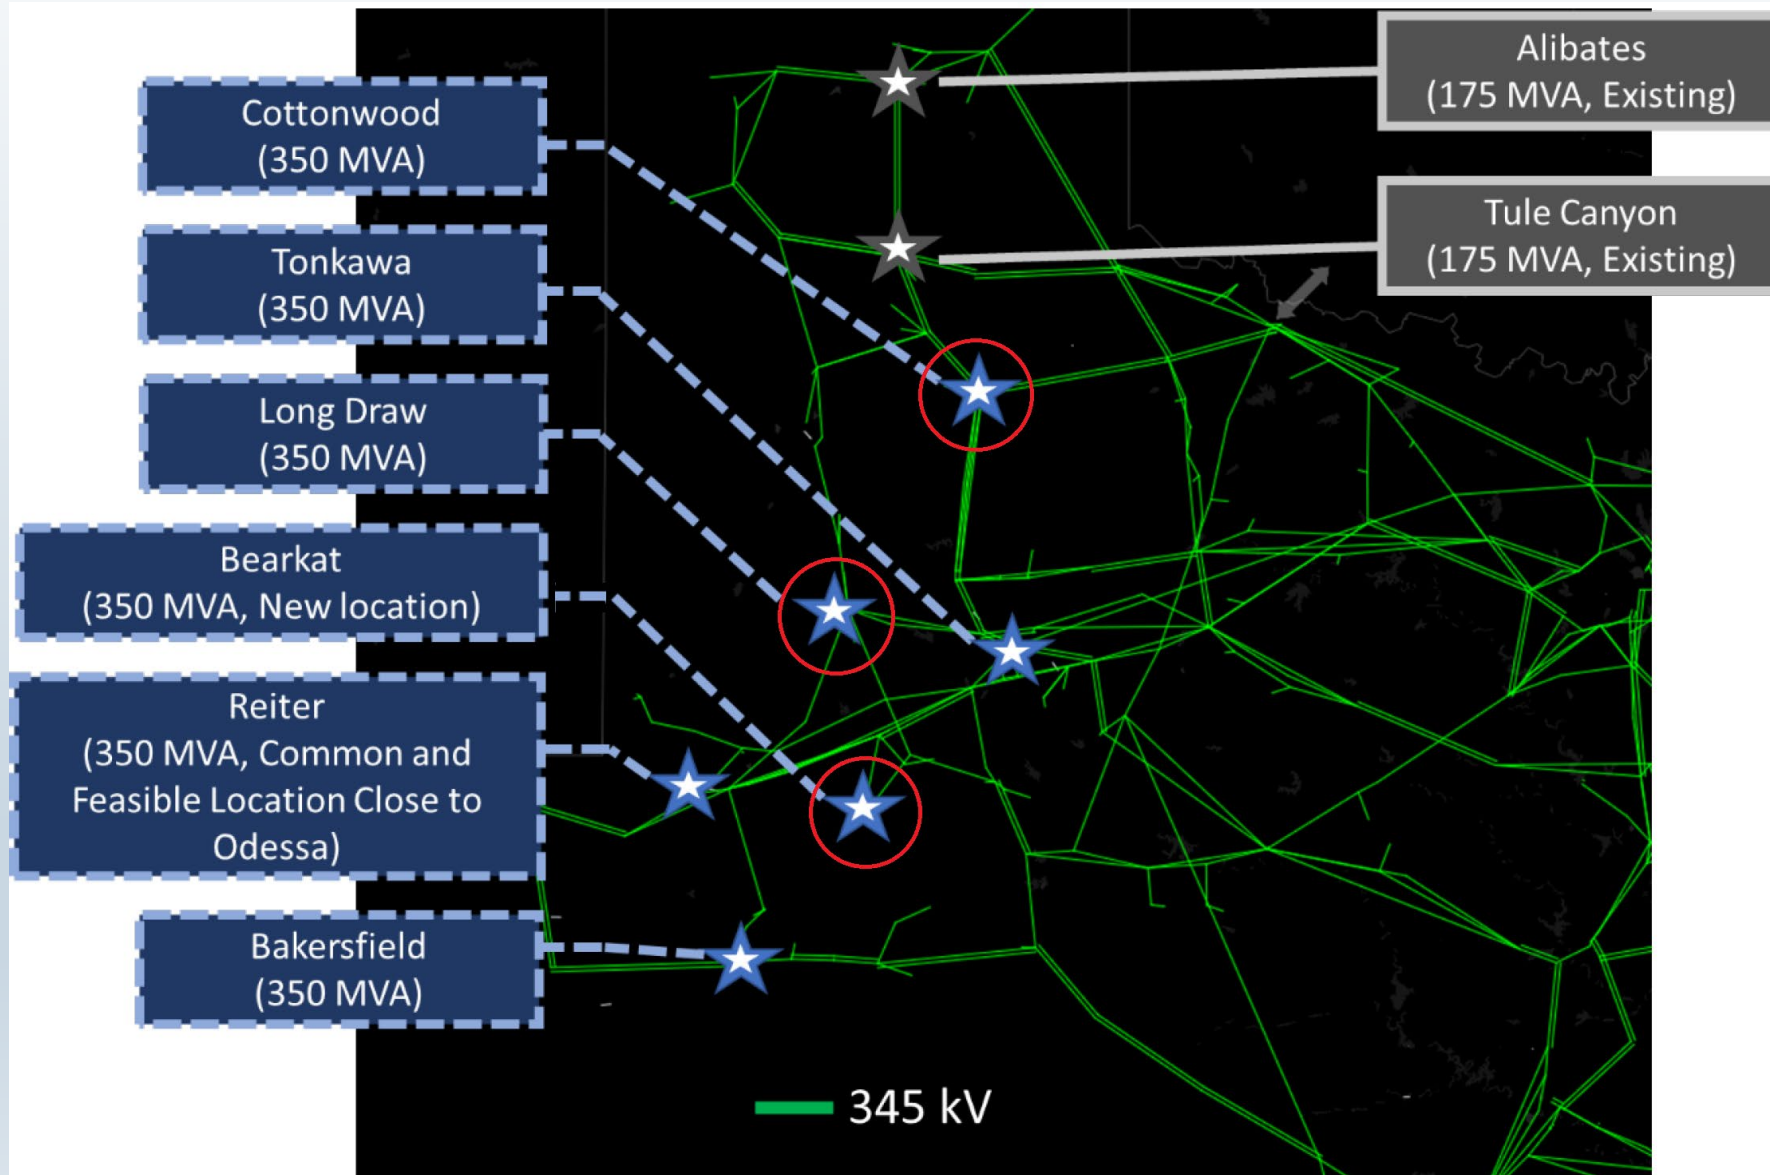 Cottonwood
(350 MVA)
Tonkawa
(350 MVA)
Long Draw
(350 MVA)
Bearkat
(350 MVA, New location)
Reiter
(350 MVA, Common and
Feasible Location Close to
Odessa)
Bakersfield
(350 MVA)
Alibates
(175 MVA, Existing)
Tule Canyon
(175 MVA, Existing)
345 kV